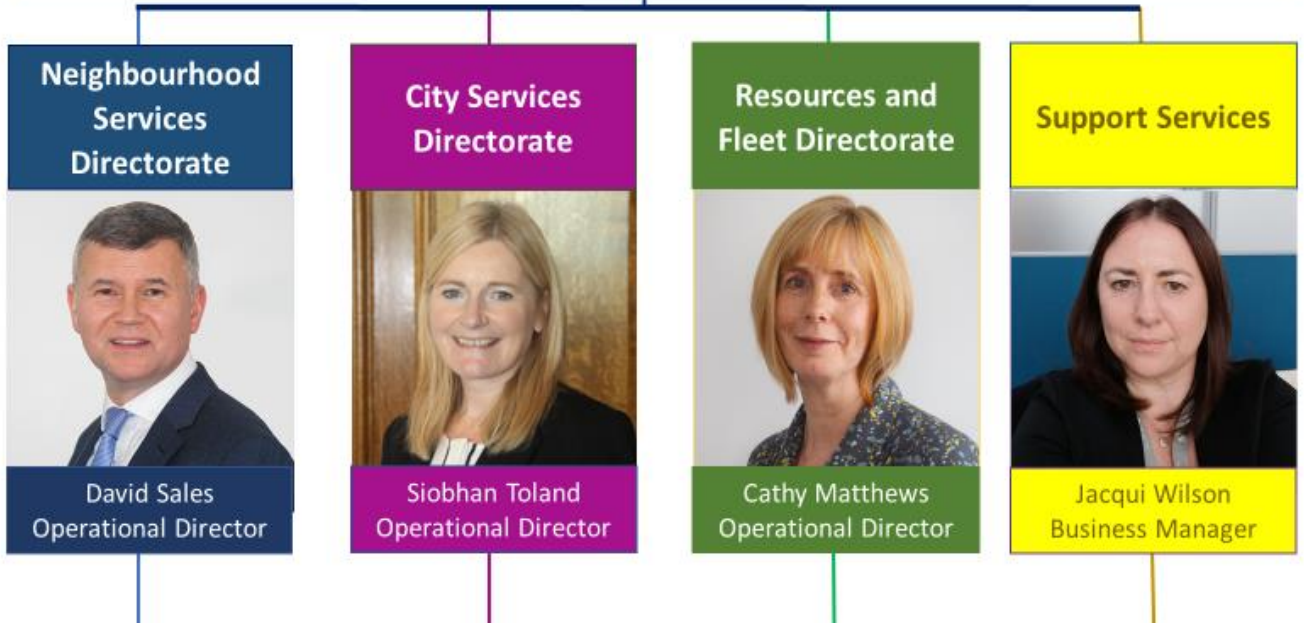 Neighbourhood
Services
Directorate
David Sales
Operational Director
City Services
Directorate
Siobhan Toland
Operational Director
Resources and
Fleet Directorate
Cathy Matthews
Operational Director
Support Services
Jacqui Wilson
Business Manager